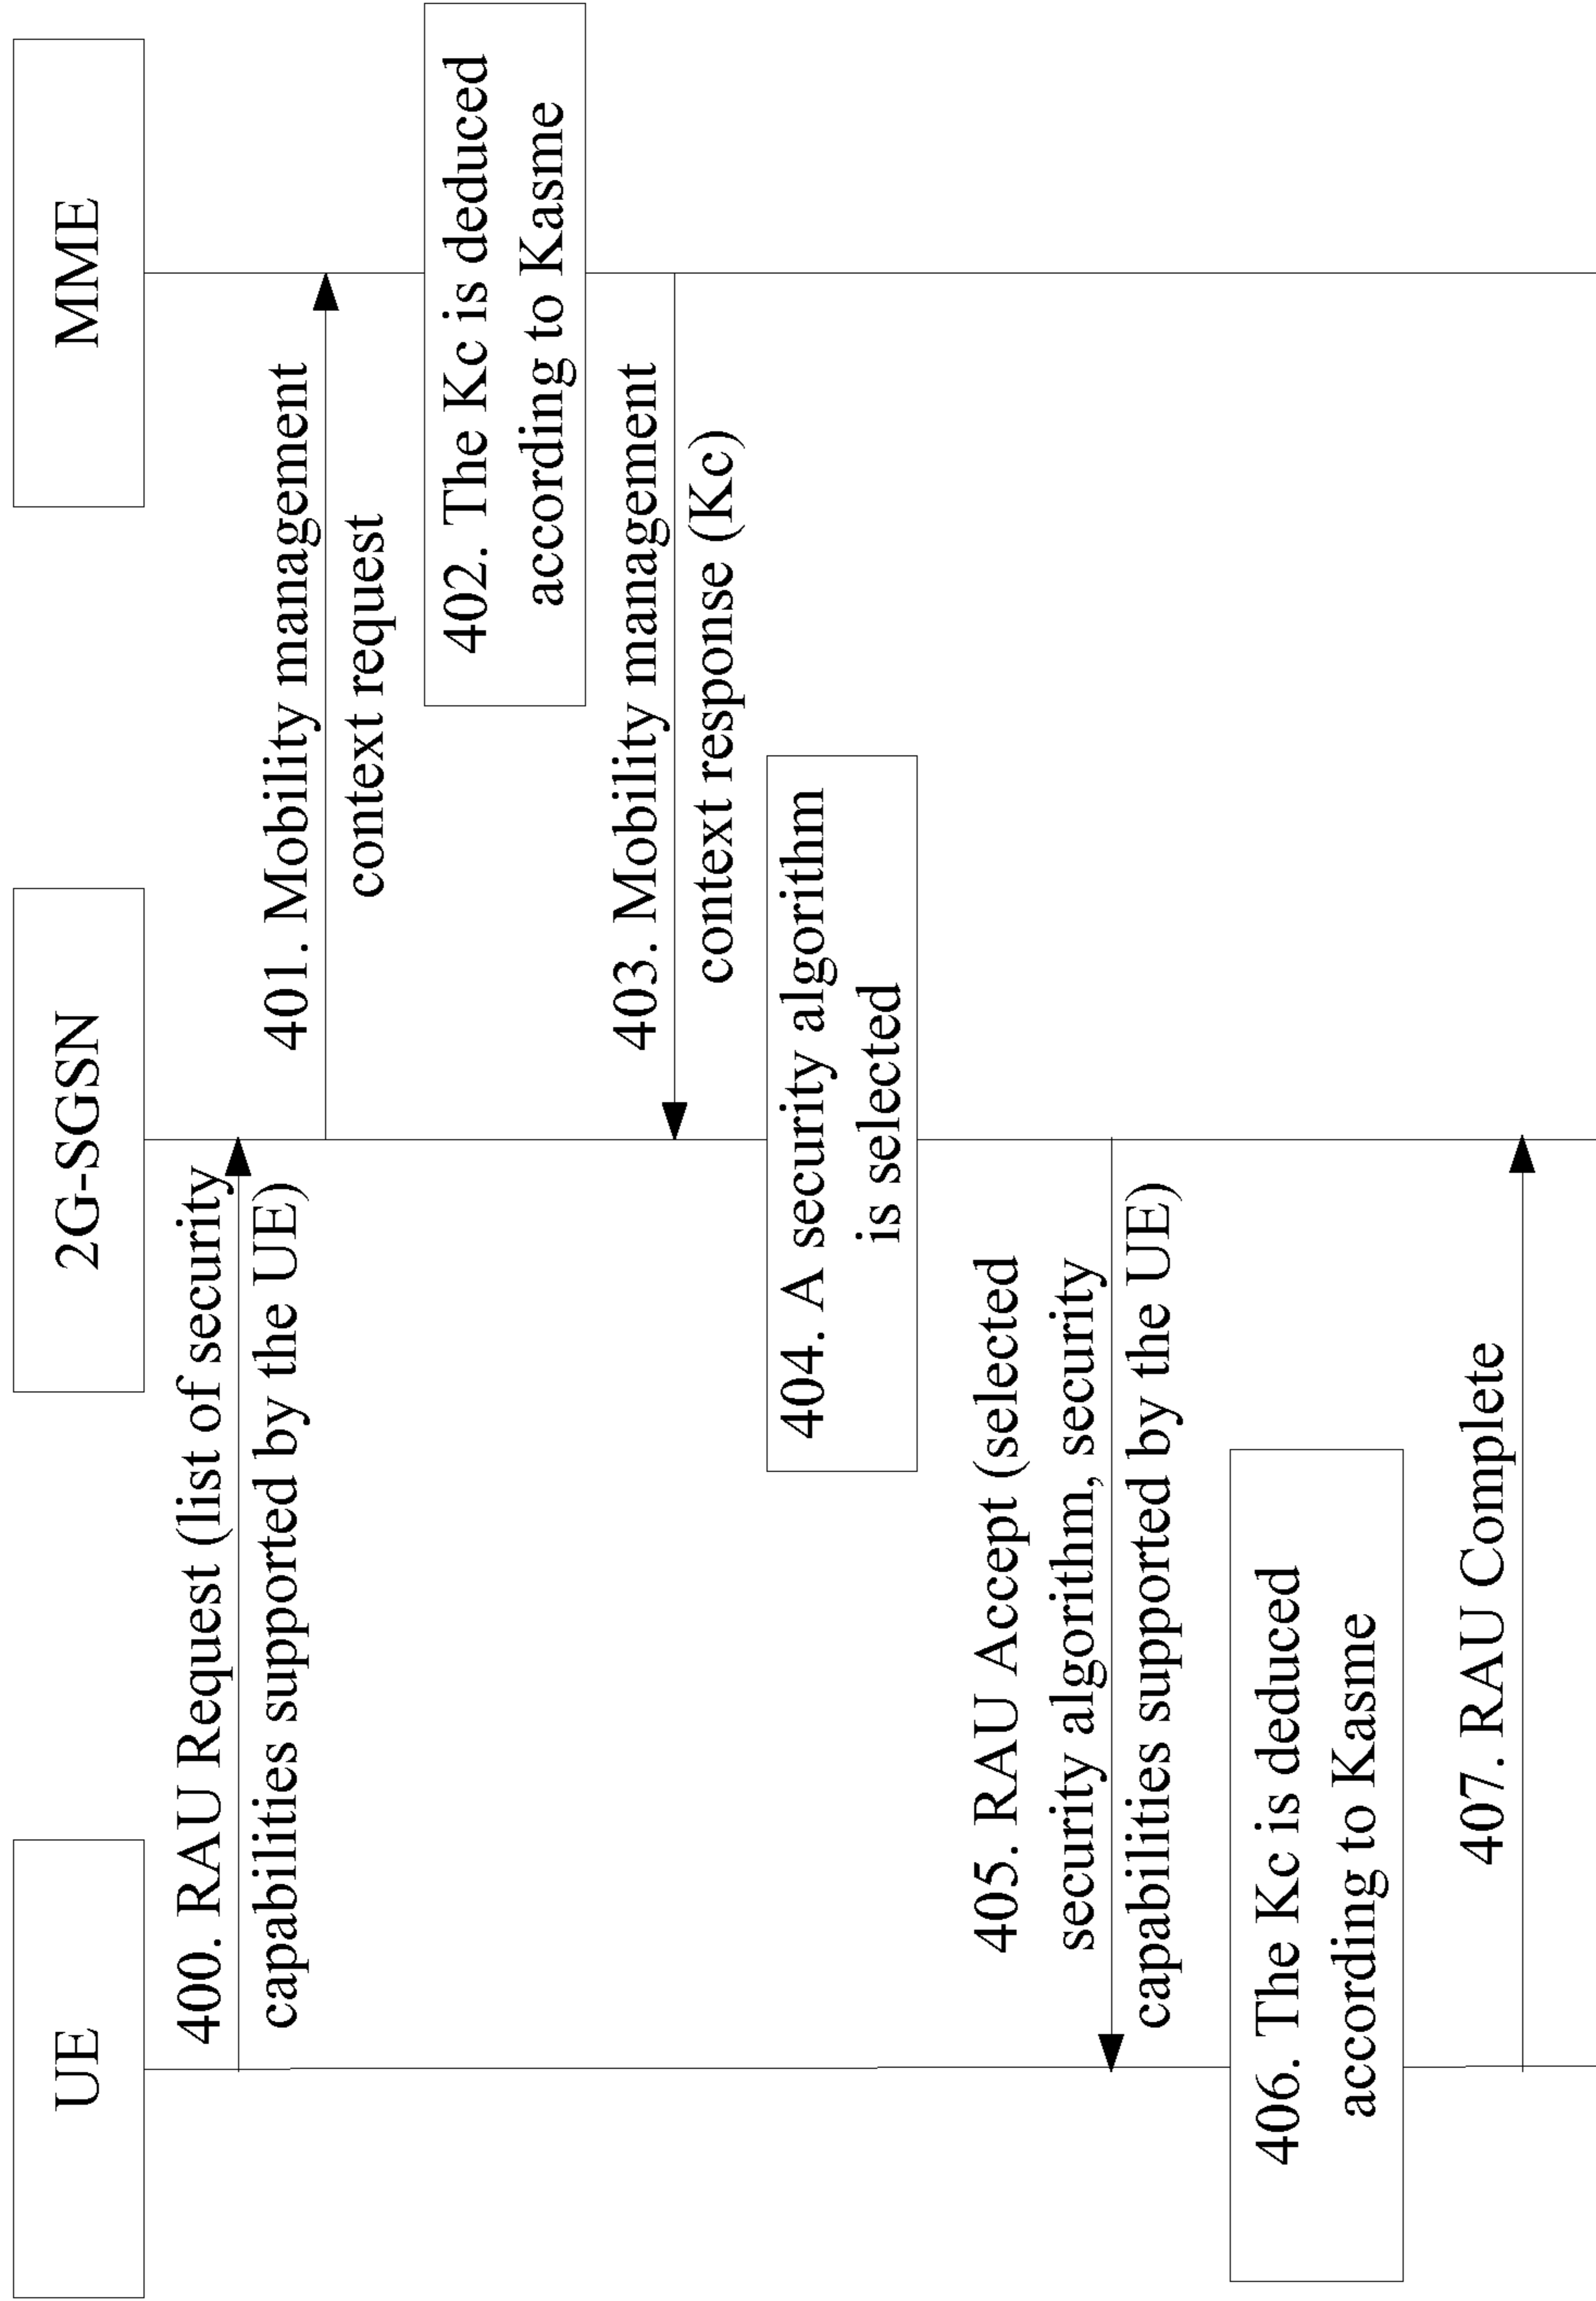 UE
2G-SGSN
MME
400. RAU Request (list of security
capabilities supported by the UE)
401. Mobility management
context request
402. The Kc is deduced
according to Kasme
403. Mobility management
context response (Kc)
404. A security algorithm
is selected
405. RAU Accept (selected
security algorithm, security
capabilities supported by the UE)
406. The Kc is deduced
according to Kasme
407. RAU Complete